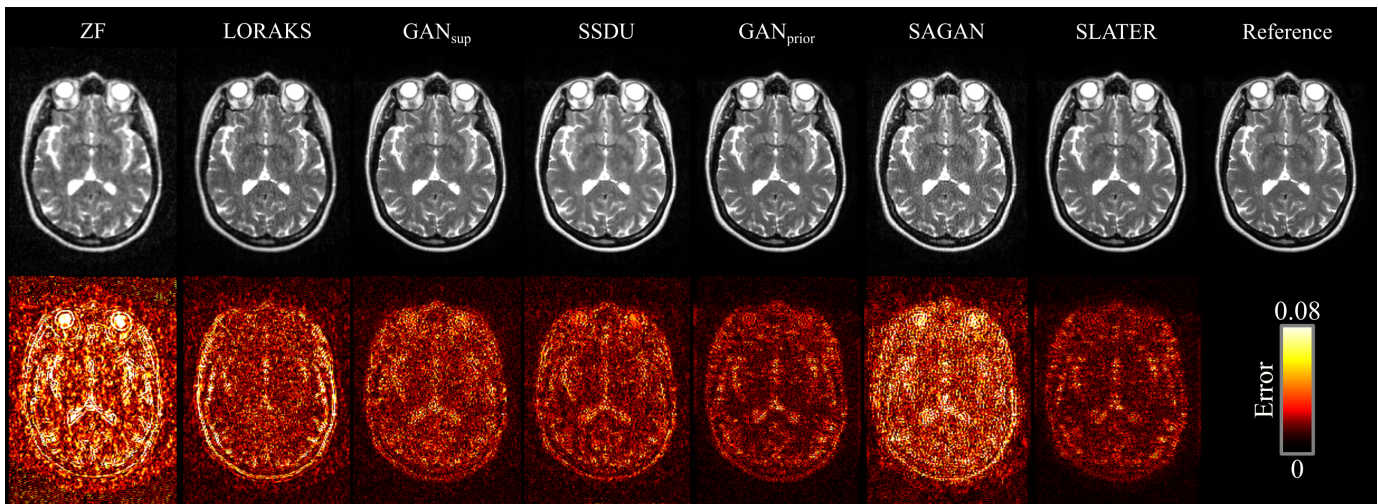 ZF LORAKS GANsup SSDU GANprior SAGAN SLATER Reference
0.08
Error
0